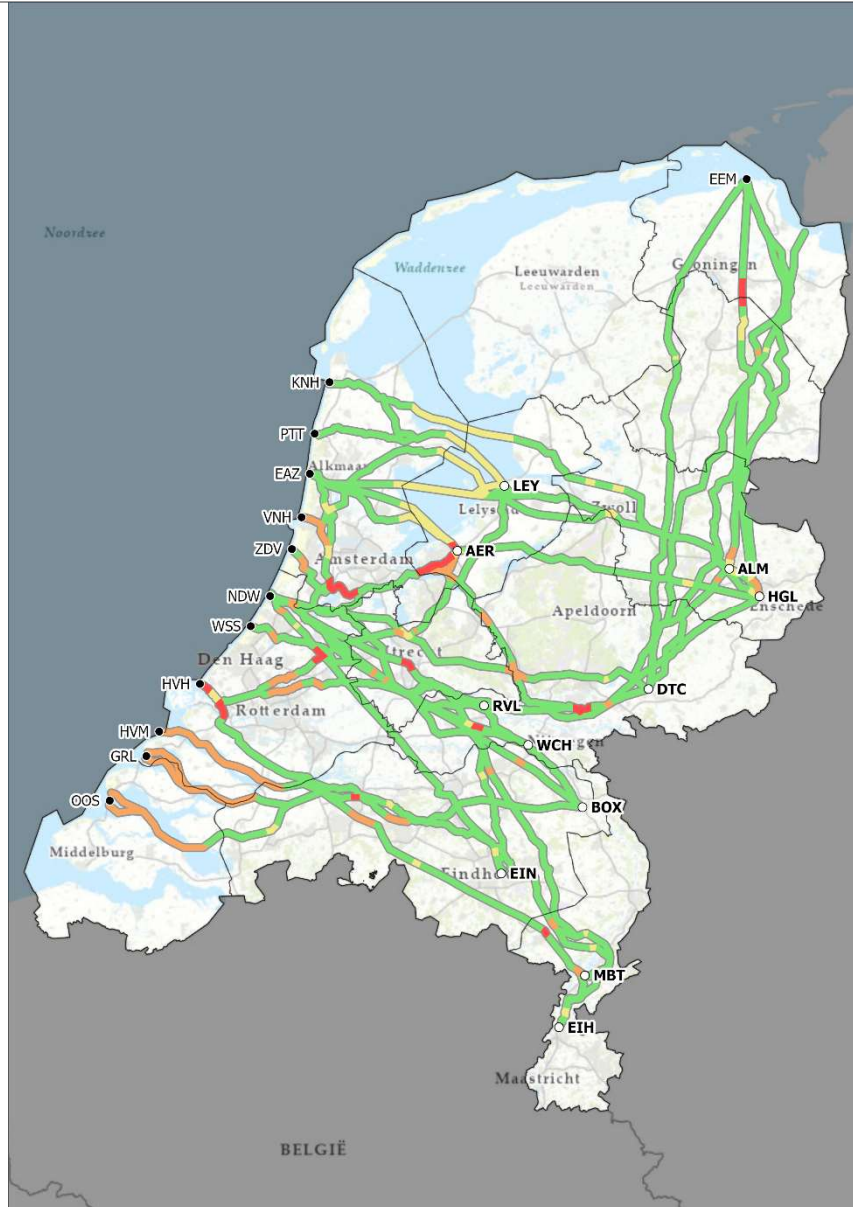 EEM
Noordzee
Waddenzee
Leeuwarden
Leeuwarden
Groningen
KNH
PTT
EAZ
Alkmaar
LEY
Lelystad
Zwoll
VNH
ZDV
Amsterdam
AER
ALM
HGL
Enschede
NDW
Apeldoorn
WSS
Den Haag
Utrecht
HVH
DTC
Rotterdam
RVL
HVM
WCH
Nijmegen
GRL
OOS
BOX
Middelburg
Eindho
EIN
MBT
EIH
Maastricht
BELGIË